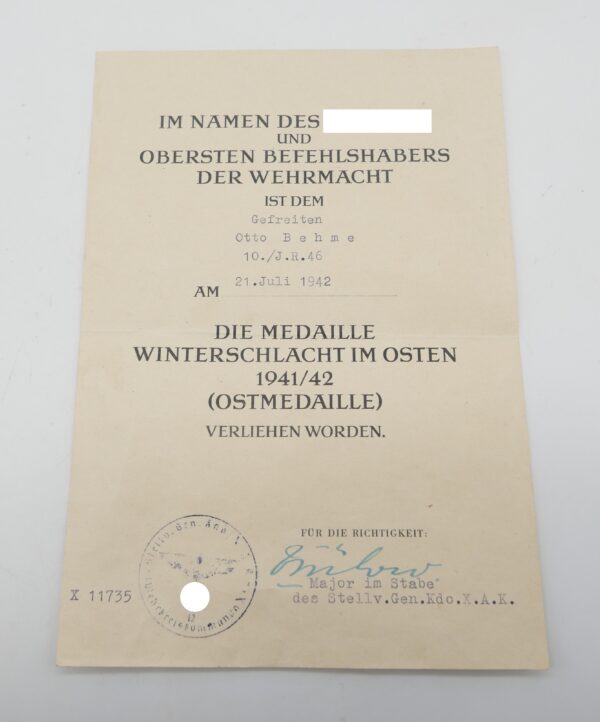 IM NAMEN DES
UND
OBERSTEN BEFEHLSHABERS
DER WEHRMACHT
IST DEM
Gefreiten
Otto Behme
10./J.R.46
AM 21.Juli 1942
DIE MEDAILLE
WINTERSCHLACHT IM OSTEN
1941/42
(OSTMEDAILLE)
VERLIEHEN WORDEN.
FÜR DIE RICHTIGKEIT:
Major im Stabe
X 11735
des Stellv.Gen.Kdo.X.A.K.